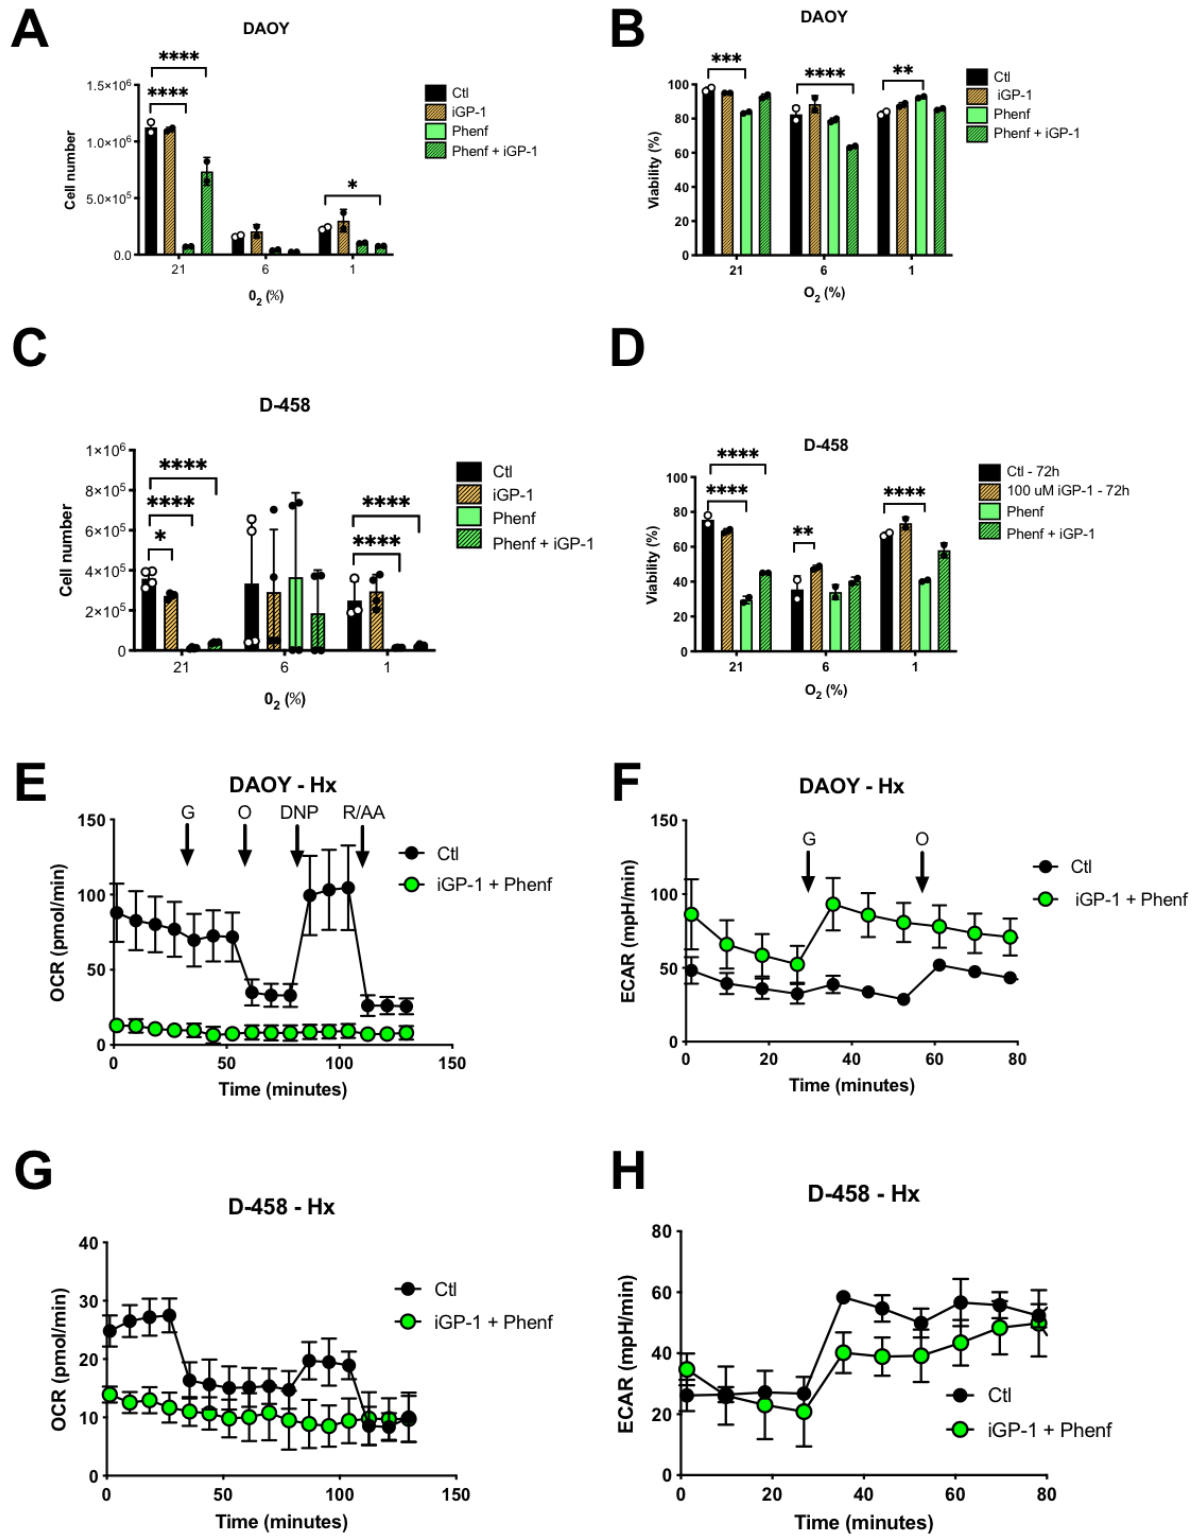 A
DAOY
****
****
*
1.5×10⁶
1.0×10⁶
5.0×10⁵
0.0
Cell number
21
6
1
0₂ (%)
Ctl
iGP-1
Phenf
Phenf + iGP-1
B
DAOY
***
****
**
100
80
60
40
20
0
Viability (%)
21
6
1
O₂ (%)
Ctl
iGP-1
Phenf
Phenf + iGP-1
C
D-458
****
****
*
****
****
1×10⁶
8×10⁵
6×10⁵
4×10⁵
2×10⁵
0
Cell number
21
6
1
0₂ (%)
Ctl
iGP-1
Phenf
Phenf + iGP-1
D
D-458
****
****
**
****
100
80
60
40
20
0
Viability (%)
21
6
1
O₂ (%)
Ctl - 72h
100 uM iGP-1 - 72h
Phenf
Phenf + iGP-1
E
DAOY - Hx
G
O
DNP
R/AA
150
100
50
0
OCR (pmol/min)
0
50
100
150
Time (minutes)
Ctl
iGP-1 + Phenf
F
DAOY - Hx
G
O
150
100
50
0
ECAR (mpH/min)
0
20
40
60
80
Time (minutes)
Ctl
iGP-1 + Phenf
G
D-458 - Hx
40
30
20
10
0
OCR (pmol/min)
0
50
100
150
Time (minutes)
Ctl
iGP-1 + Phenf
H
D-458 - Hx
80
60
40
20
0
ECAR (mpH/min)
0
20
40
60
80
Time (minutes)
Ctl
iGP-1 + Phenf